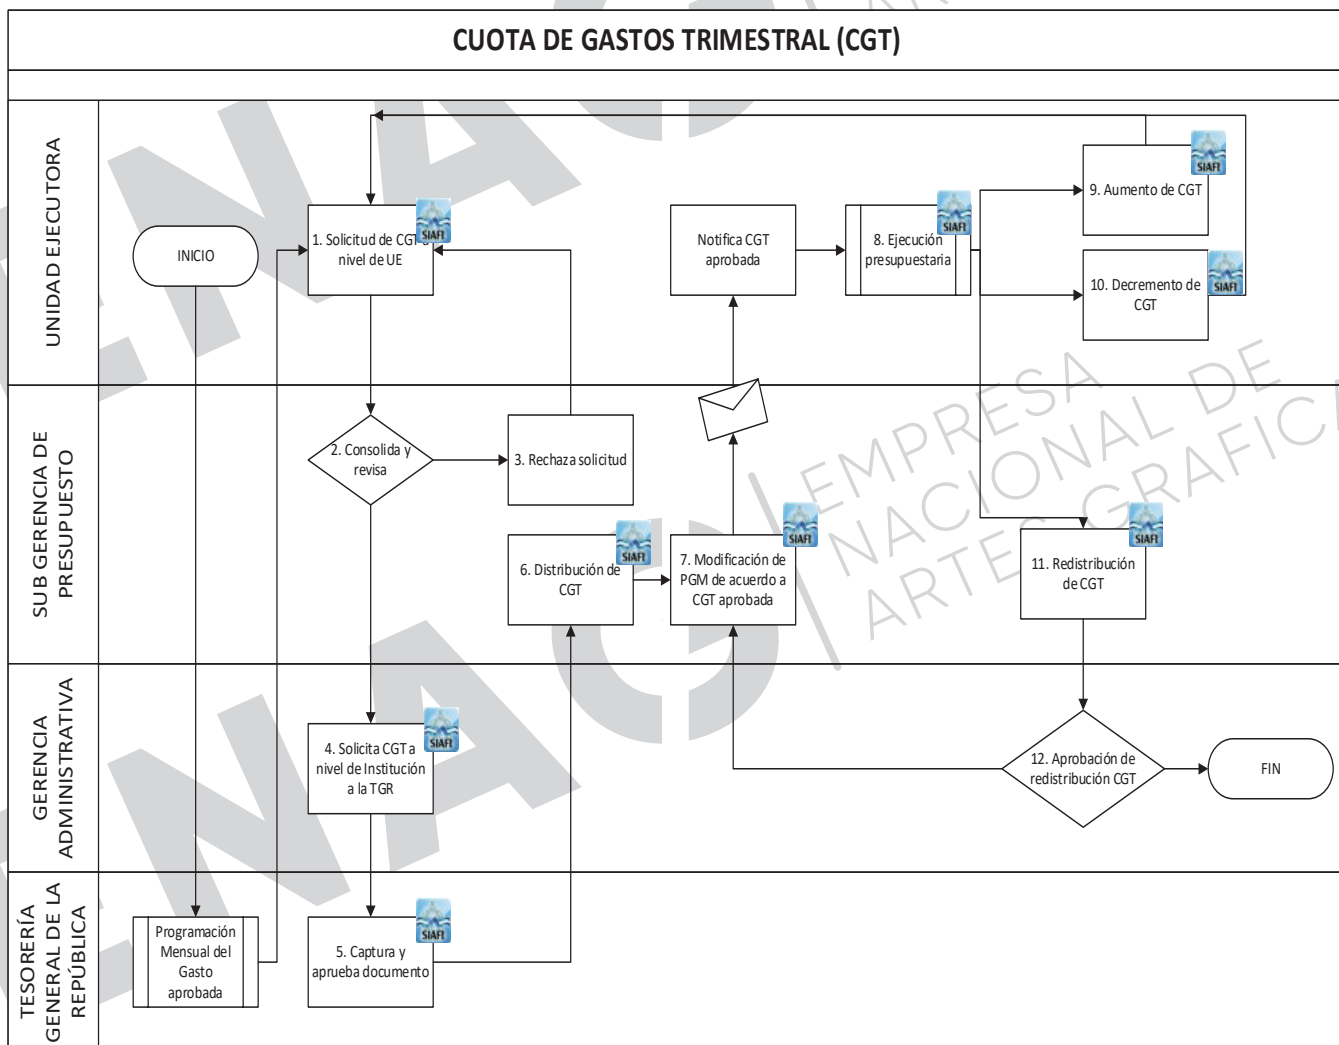 CUOTA DE GASTOS TRIMESTRAL (CGT)
UNIDAD EJECUTORA
INICIO
1. Solicitud de CGT a
nivel de UE
SIAFI
Notifica CGT
aprobada
8. Ejecución
presupuestaria
SIAFI
9. Aumento de CGT
SIAFI
10. Decremento de
CGT
SIAFI
SUB GERENCIA DE
PRESUPUESTO
2. Consolida y
revisa
3. Rechaza solicitud
6. Distribución de
CGT
SIAFI
7. Modificación de
PGM de acuerdo a
CGT aprobada
SIAFI
11. Redistribución
de CGT
SIAFI
GERENCIA
ADMINISTRATIVA
4. Solicita CGT a
nivel de Institución
a la TGR
SIAFI
12. Aprobación de
redistribución CGT
FIN
TESORERÍA
GENERAL DE LA
REPÚBLICA
Programación
Mensual del
Gasto
aprobada
5. Captura y
aprueba documento
SIAFI
ENAG
ENAG
EMPRESA
NACIONAL DE
ARTES GRAFICAS